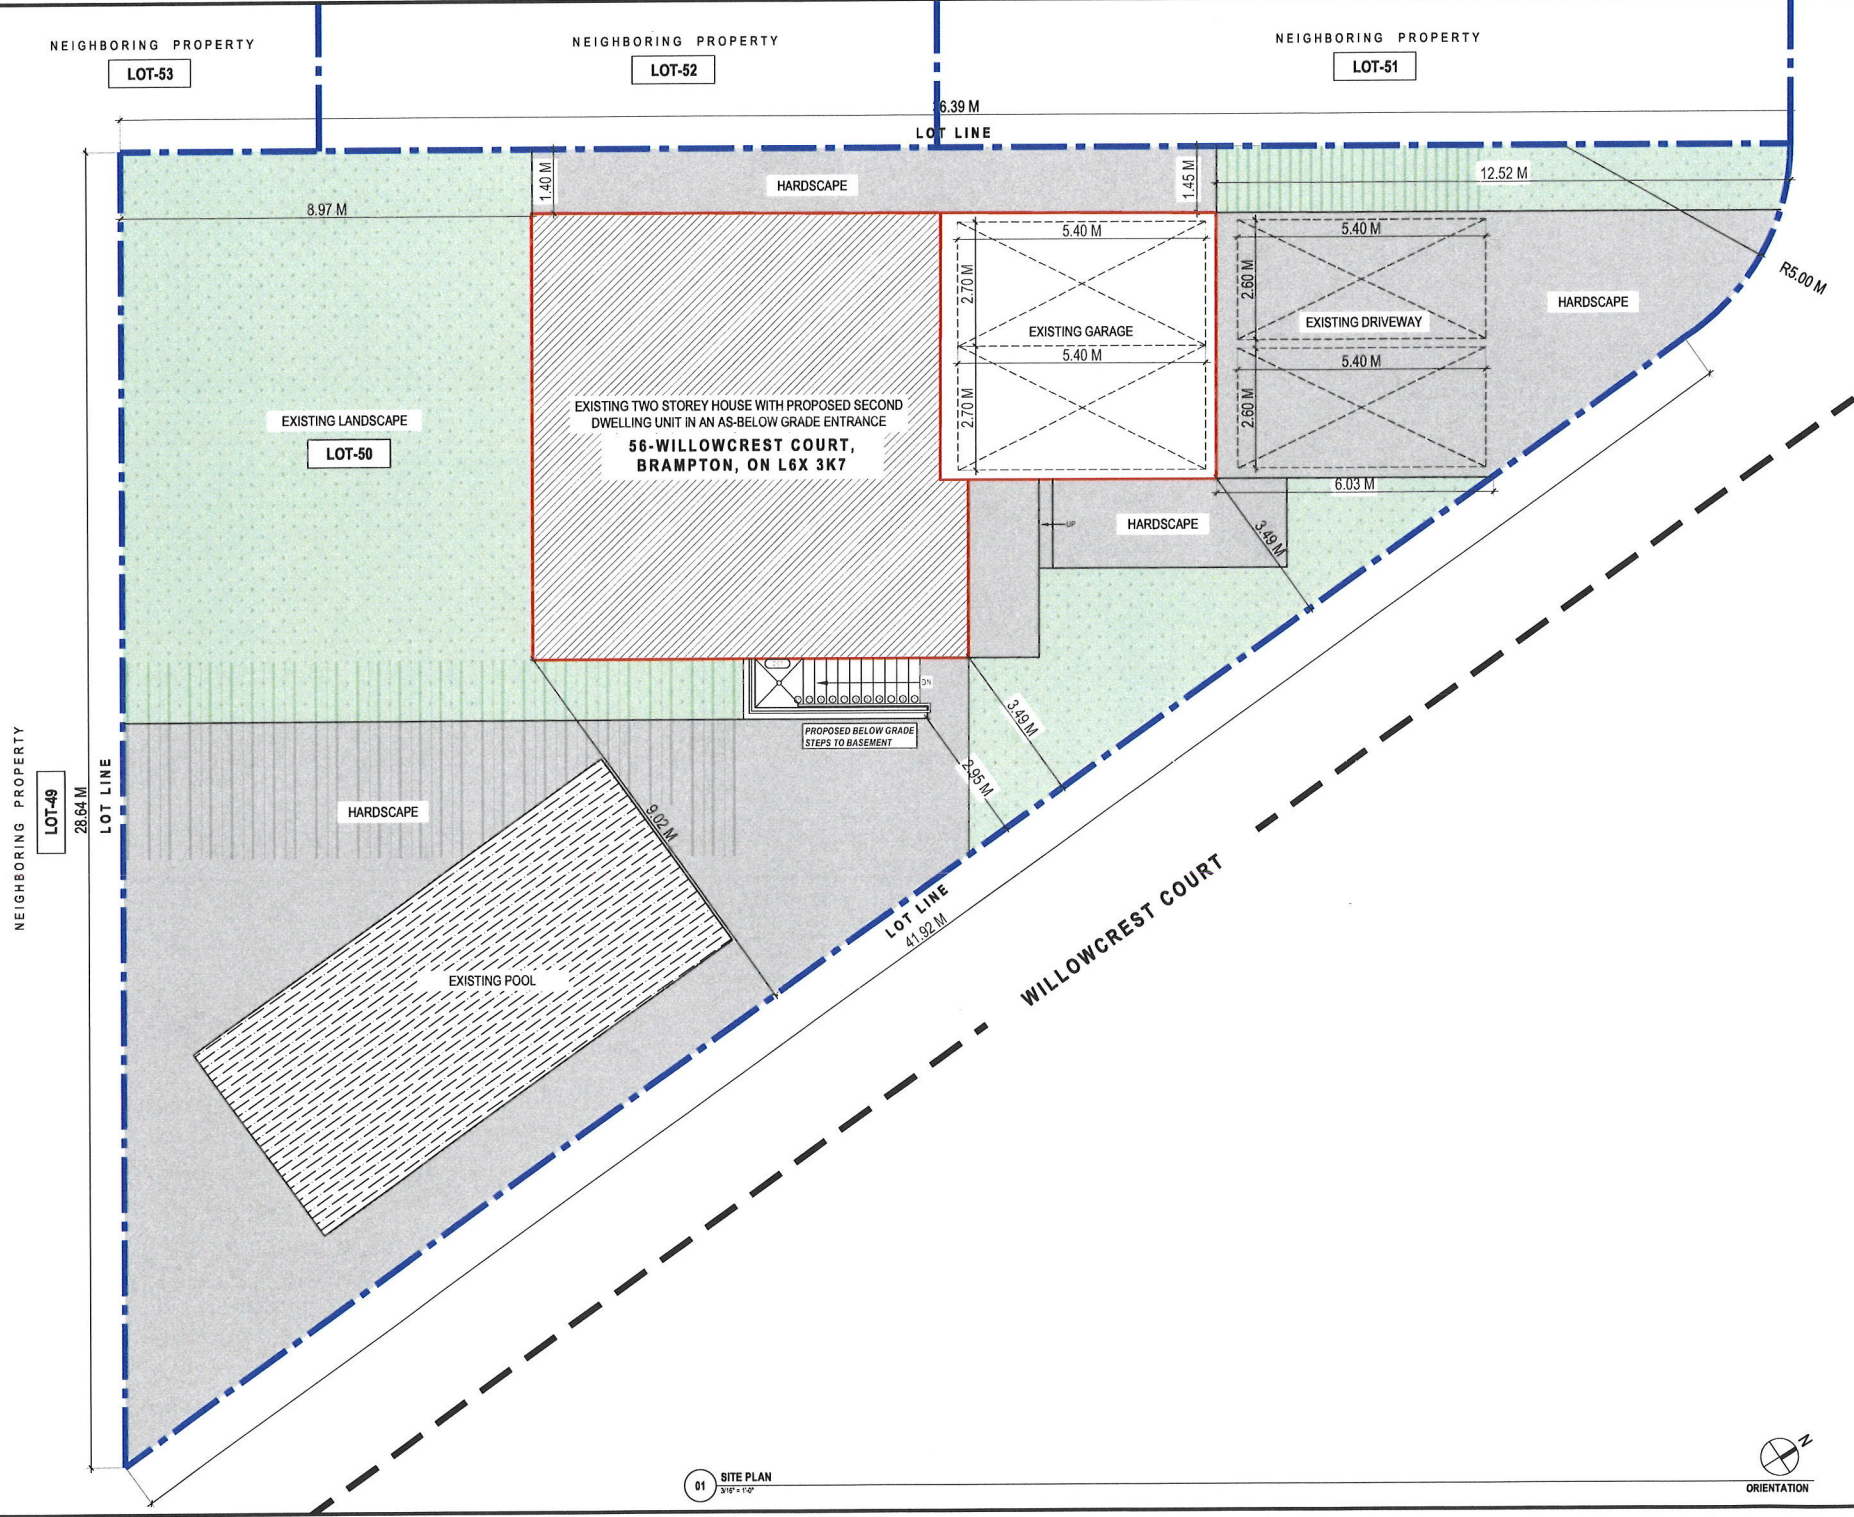 NEIGHBORING PROPERTY
LOT-53
NEIGHBORING PROPERTY
LOT-52
NEIGHBORING PROPERTY
LOT-51
6.39 M
LOT LINE
1.40 M
HARDSCAPE
1.45 M
12.52 M
8.97 M
5.40 M
2.70 M
EXISTING GARAGE
5.40 M
2.70 M
5.40 M
2.60 M
EXISTING DRIVEWAY
5.40 M
2.60 M
HARDSCAPE
R5.00 M
EXISTING LANDSCAPE
LOT-50
EXISTING TWO STOREY HOUSE WITH PROPOSED SECOND
DWELLING UNIT IN AN AS-BELOW GRADE ENTRANCE
56-WILLOWCREST COURT,
BRAMPTON, ON L6X 3K7
6.03 M
UP
HARDSCAPE
3.49 M
DN
PROPOSED BELOW GRADE
STEPS TO BASEMENT
3.49 M
2.95 M
NEIGHBORING PROPERTY
LOT-49
28.64 M
LOT LINE
HARDSCAPE
9.02 M
EXISTING POOL
LOT LINE
41.92 M
WILLOWCREST COURT
01
SITE PLAN
3/16" = 1'-0"
N
ORIENTATION